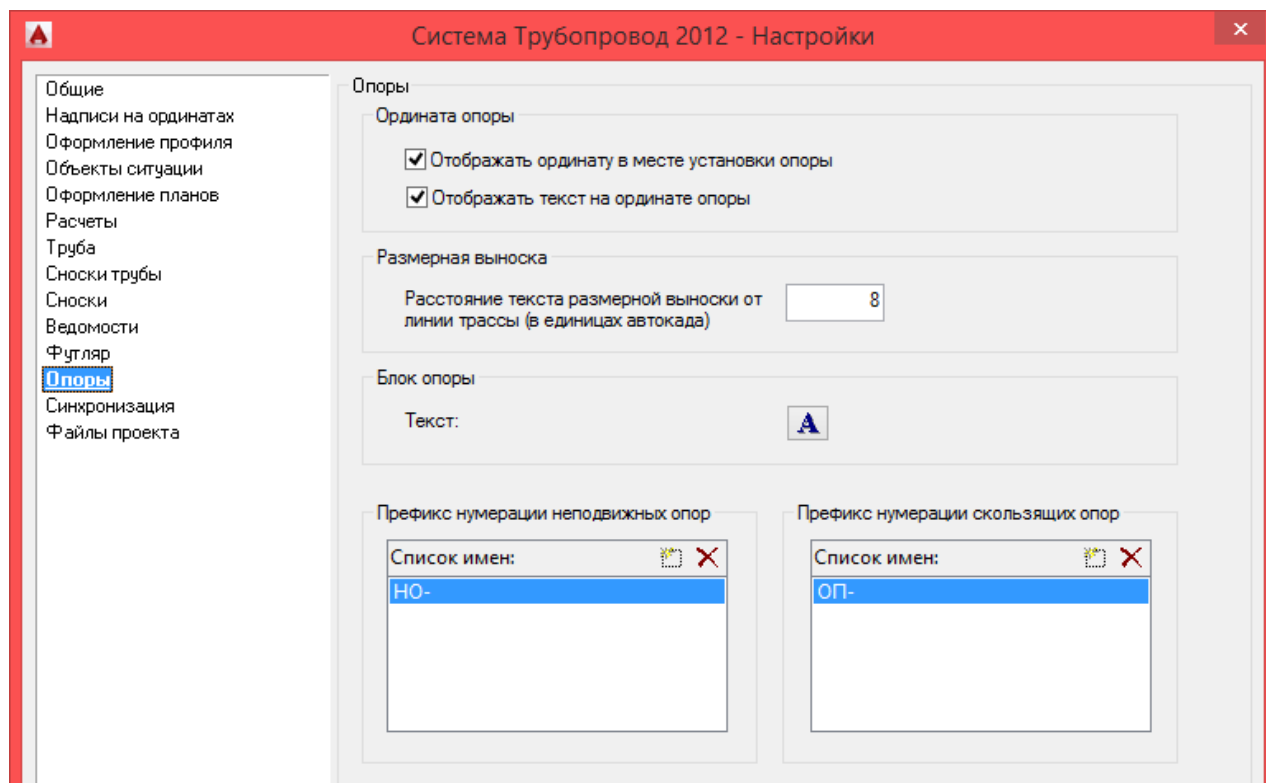 Система Трубопровод 2012 - Настройки
Общие
Надписи на ординатах
Оформление профиля
Объекты ситуации
Оформление планов
Расчеты
Труба
Сноски трубы
Сноски
Ведомости
Футляр
Опоры
Синхронизация
Файлы проекта
Опоры
Ордината опоры
Отображать ординату в месте установки опоры
Отображать текст на ординате опоры
Размерная выноска
Расстояние текста размерной выноски от
линии трассы (в единицах автокада)
8
Блок опоры
Текст:
A
Префикс нумерации неподвижных опор
Список имен:
НО-
Префикс нумерации скользящих опор
Список имен:
ОП-